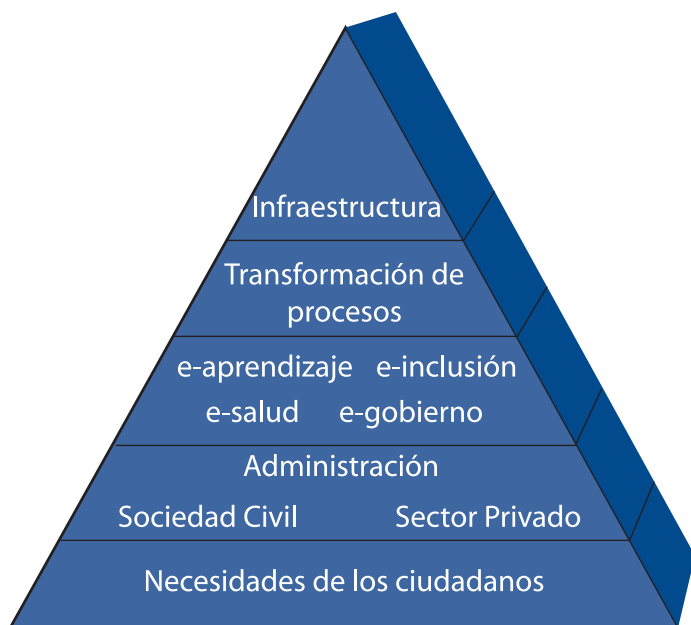 Infraestructura
Transformación de
procesos
e-aprendizaje e-inclusión
e-salud e-gobierno
Administración
Sociedad Civil Sector Privado
Necesidades de los ciudadanos